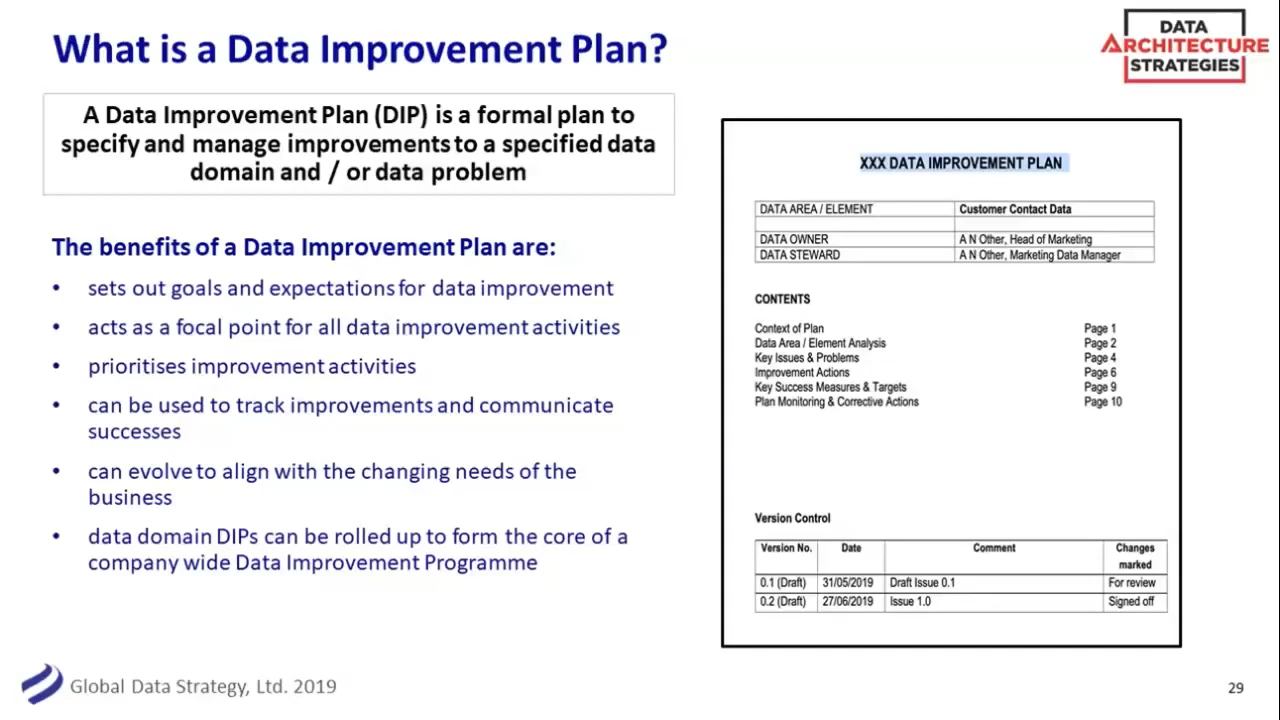 What is a Data Improvement Plan?
DATA
ARCHITECTURE
STRATEGIES
A Data Improvement Plan (DIP) is a formal plan to
specify and manage improvements to a specified data
domain and / or data problem
The benefits of a Data Improvement Plan are:
• sets out goals and expectations for data improvement
• acts as a focal point for all data improvement activities
• prioritises improvement activities
• can be used to track improvements and communicate
successes
• can evolve to align with the changing needs of the
business
• data domain DIPs can be rolled up to form the core of a
company wide Data Improvement Programme
XXX DATA IMPROVEMENT PLAN
DATA AREA / ELEMENT Customer Contact Data
DATA OWNER A N Other, Head of Marketing
DATA STEWARD A N Other, Marketing Data Manager
CONTENTS
Context of Plan Page 1
Data Area / Element Analysis Page 2
Key Issues & Problems Page 4
Improvement Actions Page 6
Key Success Measures & Targets Page 9
Plan Monitoring & Corrective Actions Page 10
Version Control
Version No. Date Comment Changes
marked
0.1 (Draft) 31/05/2019 Draft Issue 0.1 For review
0.2 (Draft) 27/06/2019 Issue 1.0 Signed off
Global Data Strategy, Ltd. 2019
29